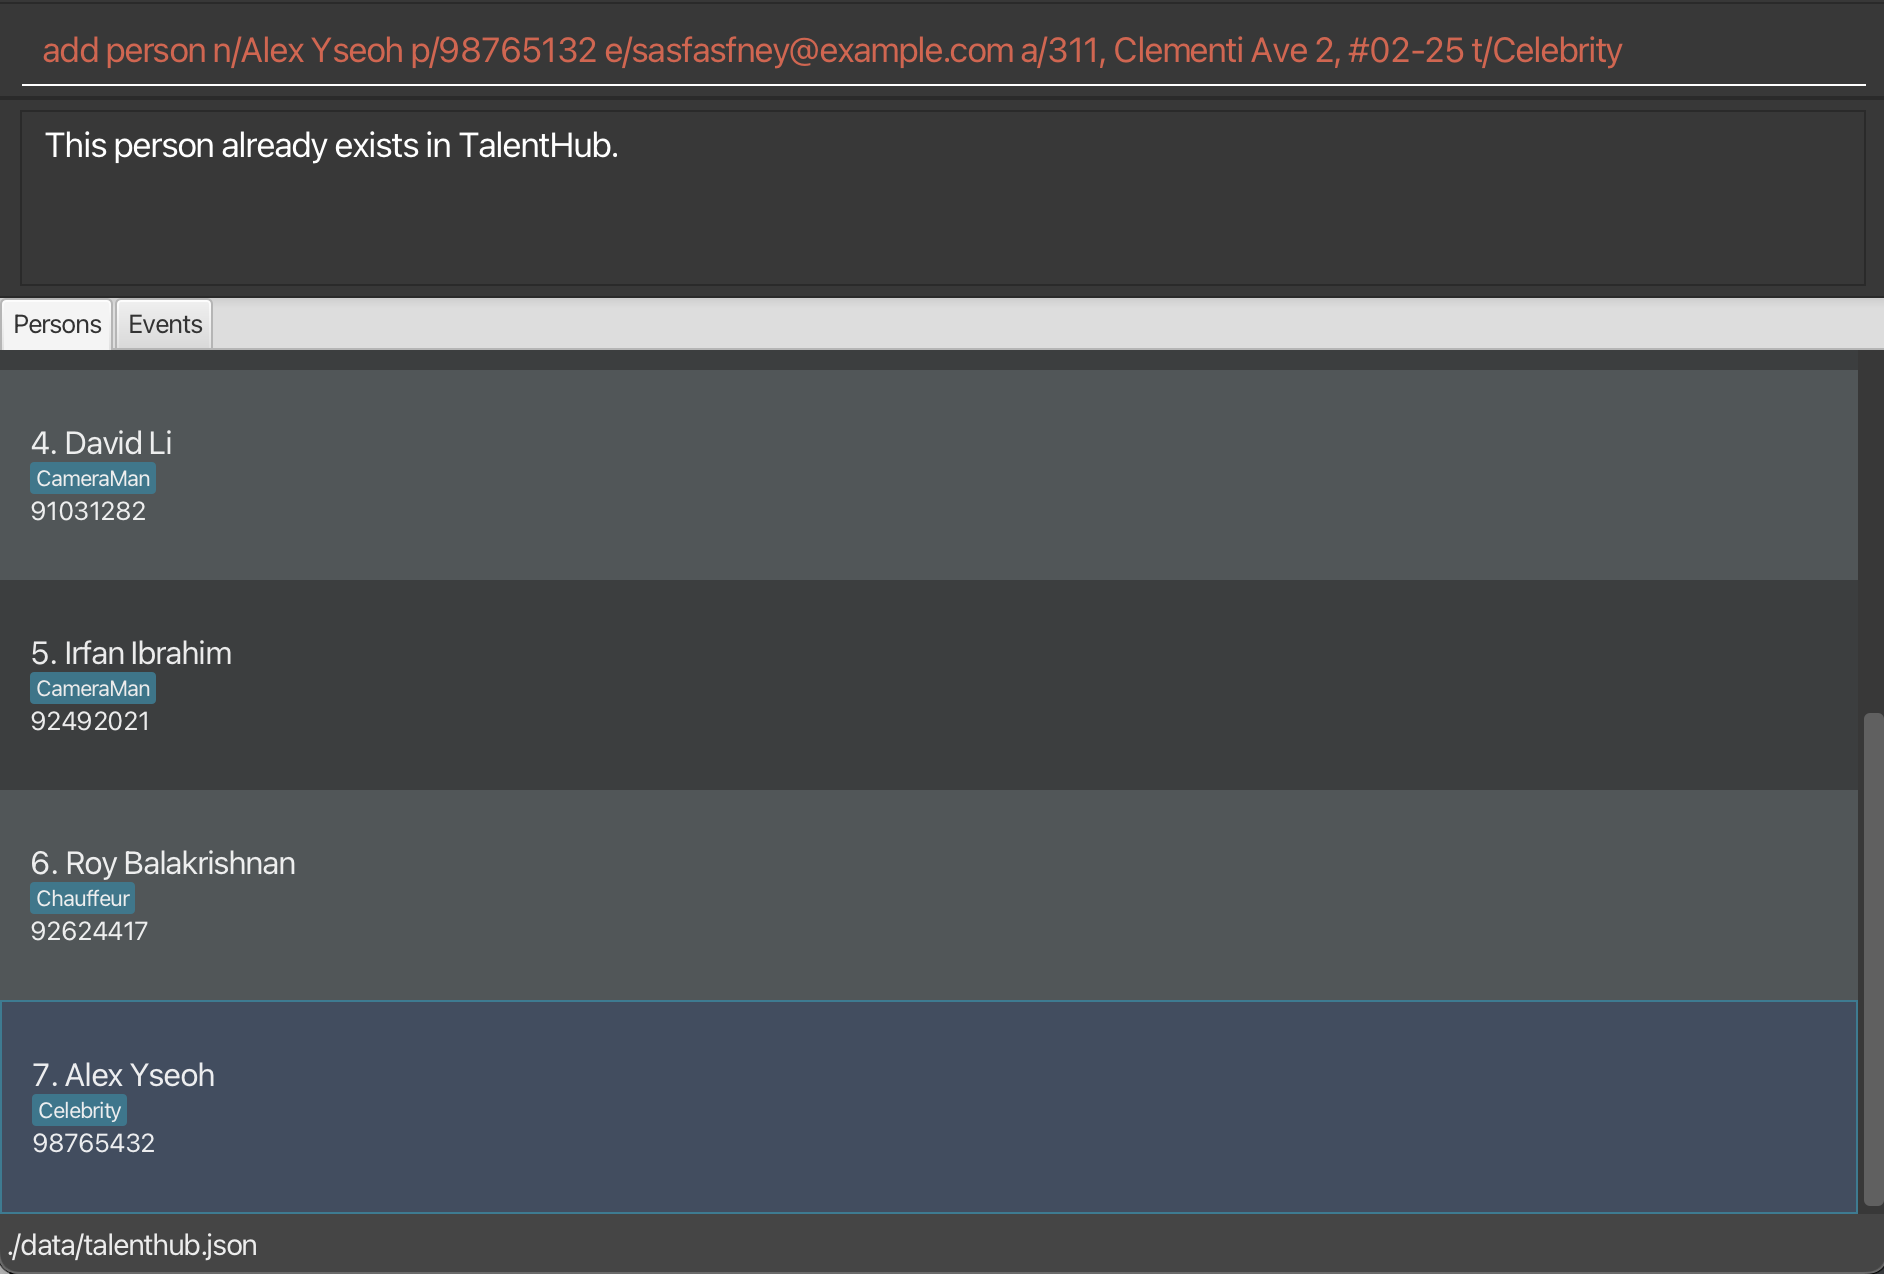 add person n/Alex Yseoh p/98765132 e/sasfasfney@example.com a/311, Clementi Ave 2, #02-25 t/Celebrity
This person already exists in TalentHub.
Persons Events
4. David Li
CameraMan
91031282
5. Irfan Ibrahim
CameraMan
92492021
6. Roy Balakrishnan
Chauffeur
92624417
7. Alex Yseoh
Celebrity
98765432
./data/talenthub.json